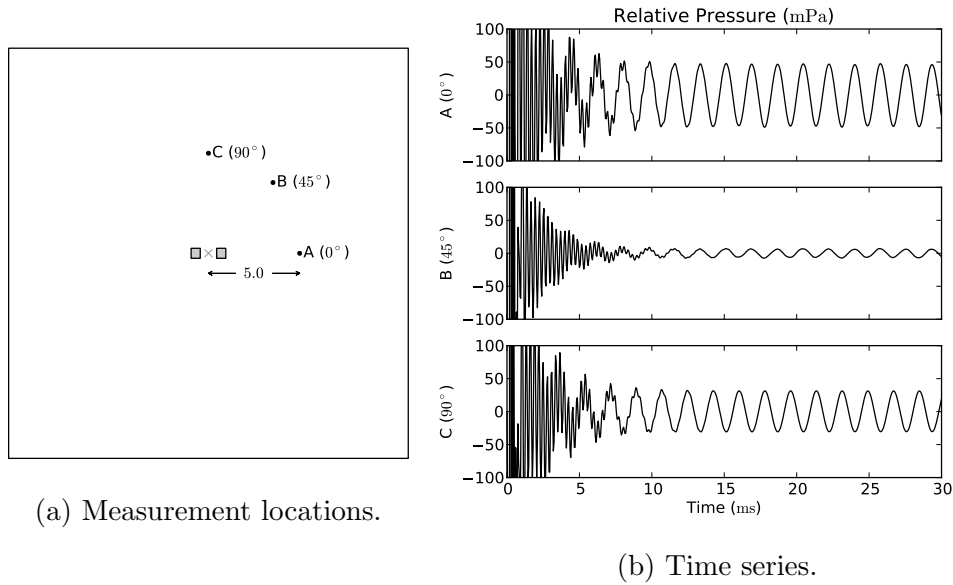 C (90°)
B (45°)
A (0°)
5.0
(a) Measurement locations.
Relative Pressure (mPa)
A (0°)
100
50
0
−50
−100
B (45°)
100
50
0
−50
−100
C (90°)
100
50
0
−50
−100
0 5 10 15 20 25 30
Time (ms)
(b) Time series.